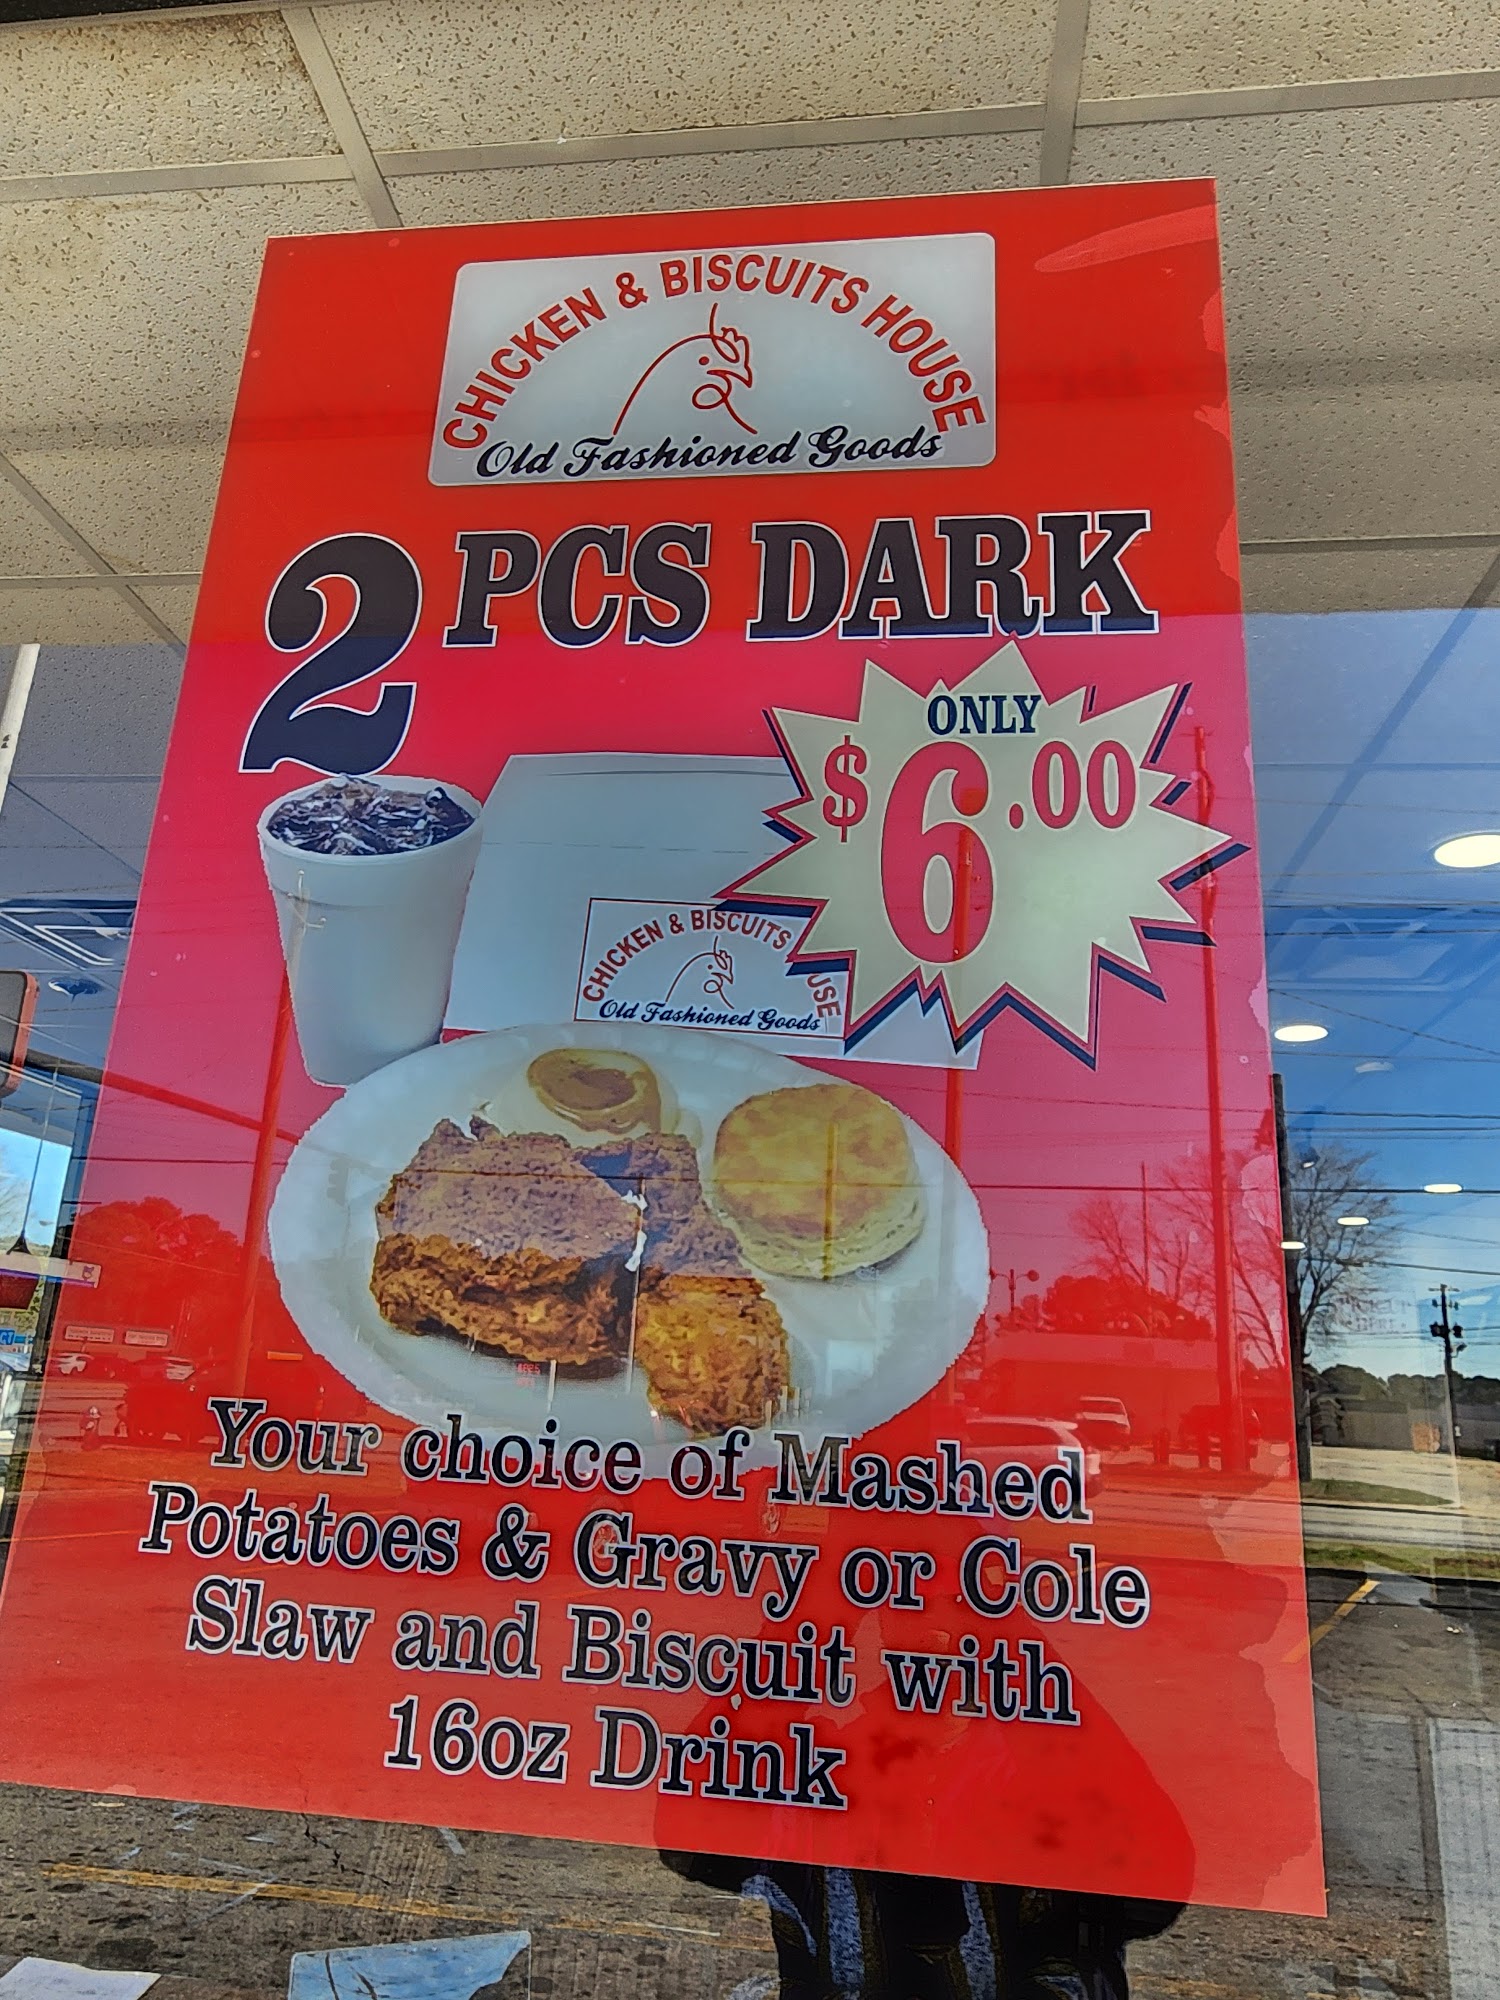 CHICKEN & BISCUITS HOUSE
Old Fashioned Goods
2 PCS DARK
ONLY
$6.00
CHICKEN & BISCUITS USE
Old Fashioned Goods
Your choice of Mashed
Potatoes & Gravy or Cole
Slaw and Biscuit with
16oz Drink